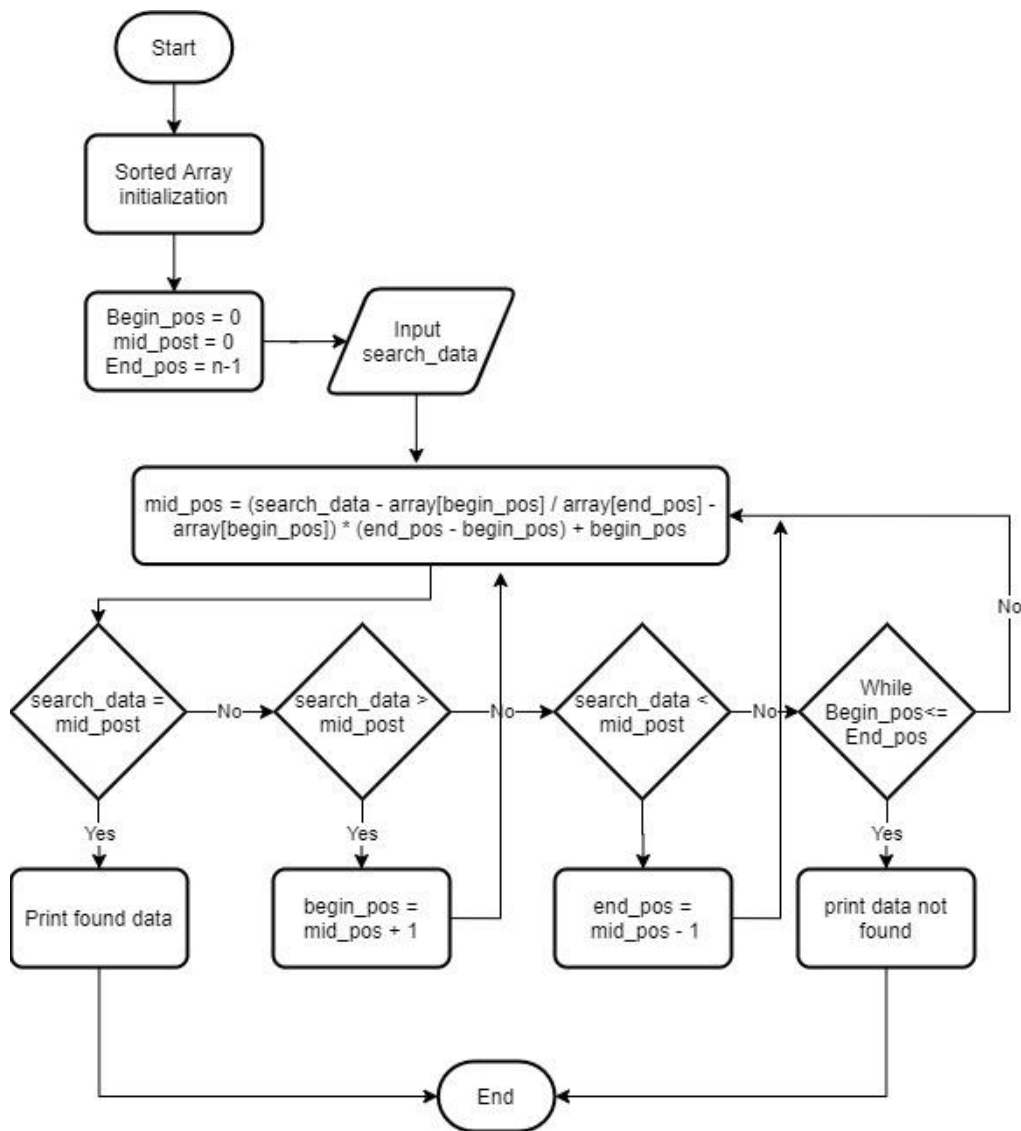 Start
Sorted Array
initialization
Begin_pos = 0
mid_post = 0
End_pos = n-1
Input
search_data
mid_pos = (search_data - array[begin_pos] / array[end_pos] -
array[begin_pos]) * (end_pos - begin_pos) + begin_pos
No
search_data =
mid_post
No
search_data >
mid_post
No
search_data <
mid_post
No
While
Begin_pos<=
End_pos
Yes
Yes
Yes
Print found data
begin_pos =
mid_pos + 1
end_pos =
mid_pos - 1
print data not
found
End